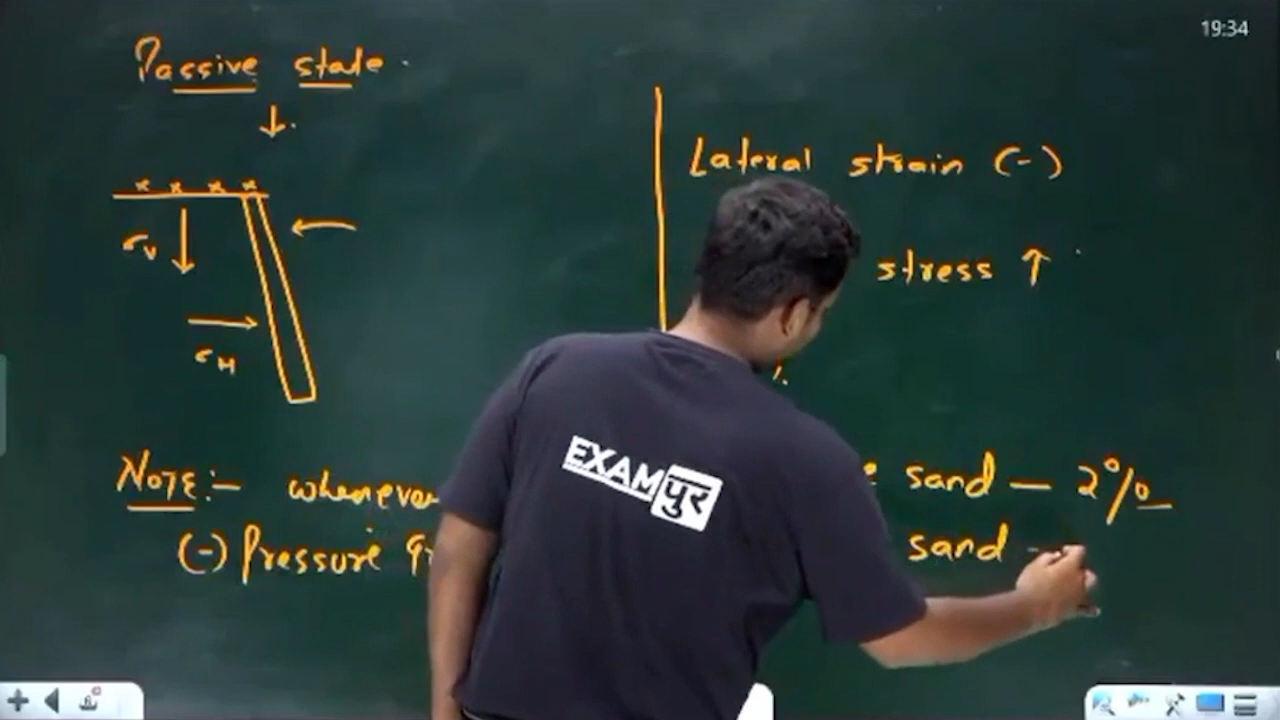 19:34
Passive state
Lateral strain (-)
σv
stress ↑
σH
%.
NOTE:- whenever
sand - 2%
(-) Pressure
sand -
EXAM
पुर